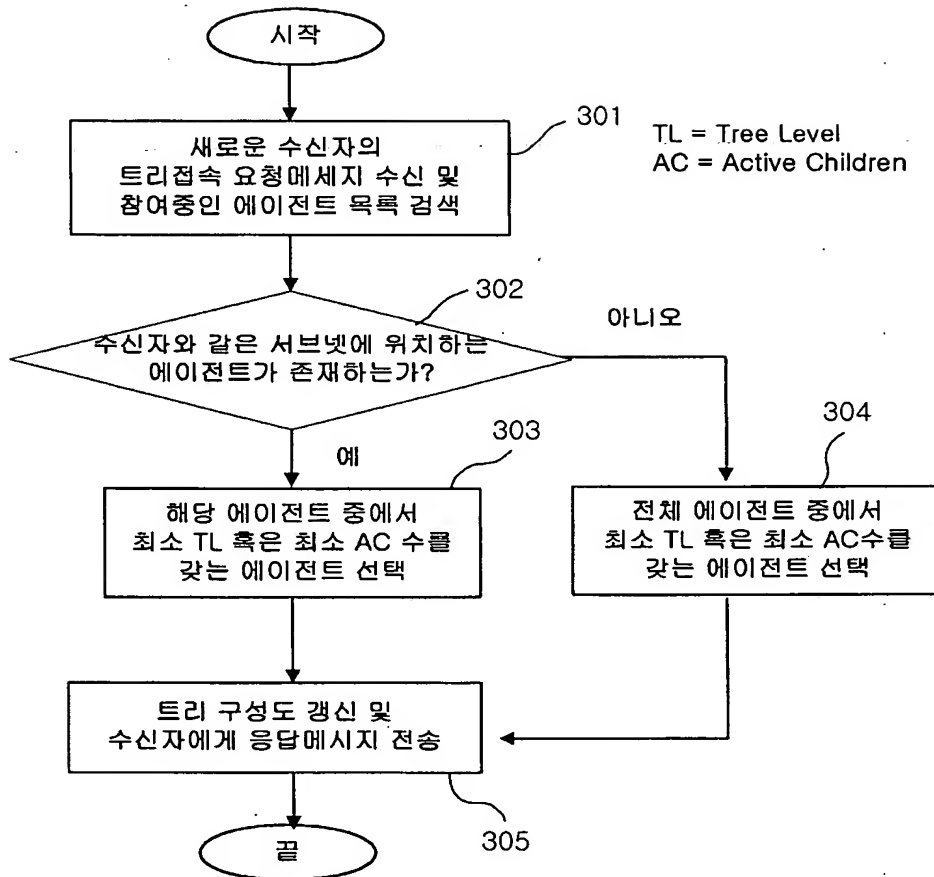 시작
301
새로운 수신자의
트리접속 요청메세지 수신 및
참여중인 에이전트 목록 검색
TL = Tree Level
AC = Active Children
302
수신자와 같은 서브넷에 위치하는
에이전트가 존재하는가?
아니오
예
303
해당 에이전트 중에서
최소 TL 혹은 최소 AC 수를
갖는 에이전트 선택
304
전체 에이전트 중에서
최소 TL 혹은 최소 AC수를
갖는 에이전트 선택
트리 구성도 갱신 및
수신자에게 응답메시지 전송
305
끝